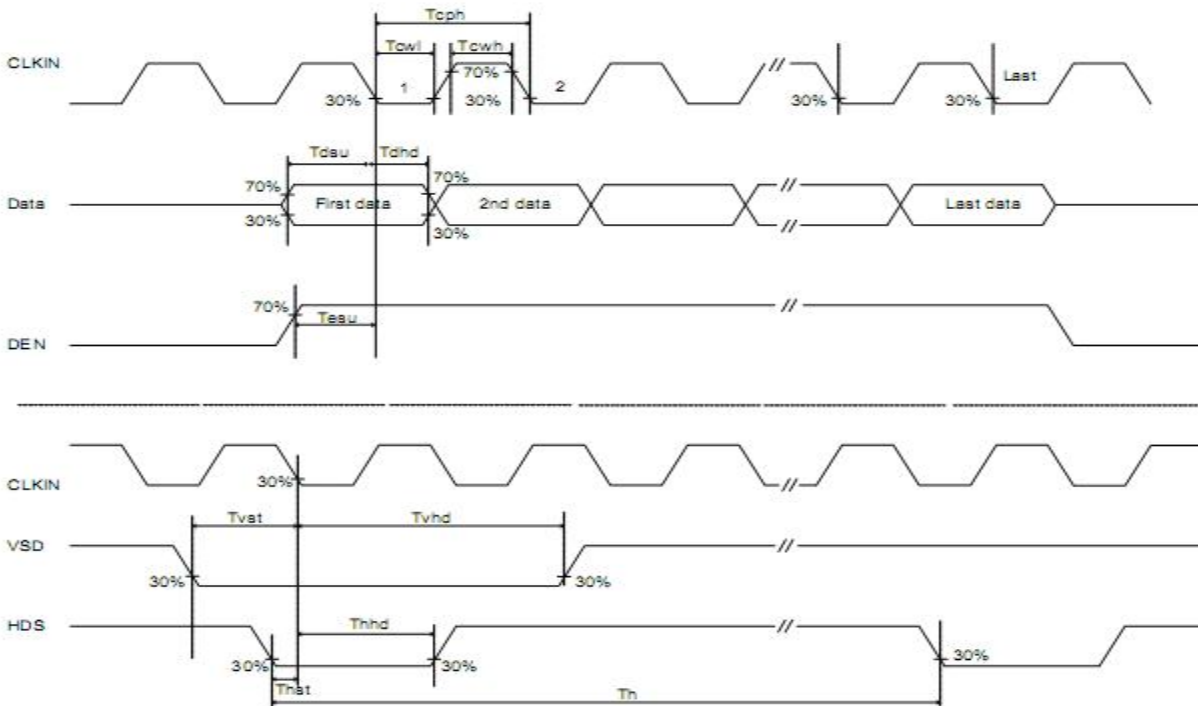 Tcph
Tcwl Tcwh
CLKIN 70% // Last
30% 1 30% 2 30% 30%
Tdsu Tdhd
70% 70% //
Data First data 2nd data Last data
30% 30% //
70% //
Tesu
DEN
CLKIN 30% //
Tvst Tvhd
VSD //
30% 30%
HDS Thhd //
30% 30% 30%
Thst Th